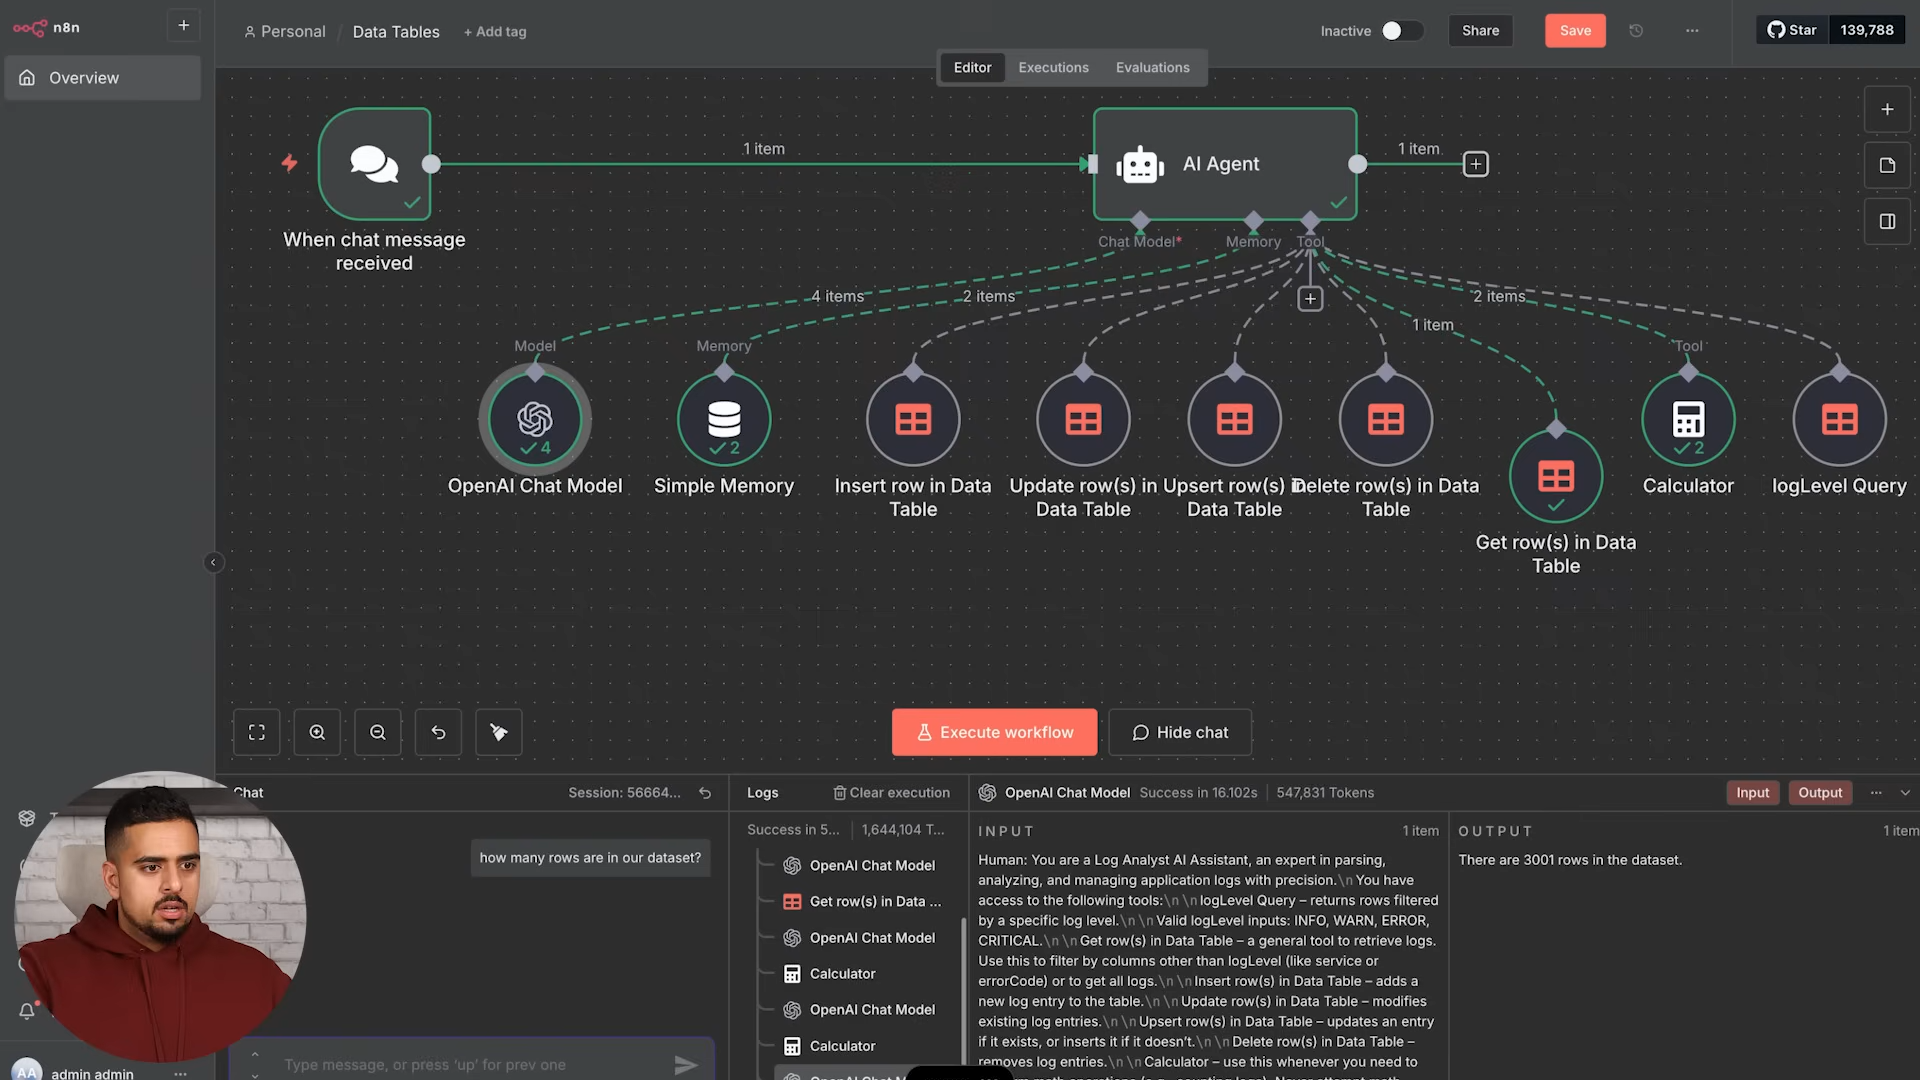 n8n
+
Personal / Data Tables + Add tag
Inactive
Share
Save
...
Star 139,788
Overview
Editor Executions Evaluations
1 item
AI Agent
1 item
When chat message
received
Chat Model*
Memory
Tool
4 items
2 items
2 items
1 item
Model
Memory
Tool
4
2
2
OpenAI Chat Model
Simple Memory
Insert row in Data
Table
Update row(s) in
Data Table
Upsert row(s)
Data Table
Delete row(s) in Data
Table
Get row(s) in Data
Table
Calculator
logLevel Query
Execute workflow
Hide chat
Chat
Session: 56664...
how many rows are in our dataset?
Type message, or press ‘up’ for prev one
AA admin admin
Logs
Clear execution
Success in 5... 1,644,104 T...
OpenAI Chat Model
Get row(s) in Data ...
OpenAI Chat Model
Calculator
OpenAI Chat Model
Calculator
OpenAI Chat Model Success in 16.102s 547,831 Tokens
Input
Output
INPUT
1 item
Human: You are a Log Analyst AI Assistant, an expert in parsing,
analyzing, and managing application logs with precision.\n You have
access to the following tools:\n \n logLevel Query – returns rows filtered
by a specific log level.\n \n Valid logLevel inputs: INFO, WARN, ERROR,
CRITICAL.\n \n Get row(s) in Data Table – a general tool to retrieve logs.
Use this to filter by columns other than logLevel (like service or
errorCode) or to get all logs.\n \n Insert row(s) in Data Table – adds a
new log entry to the table.\n \n Update row(s) in Data Table – modifies
existing log entries.\n \n Upsert row(s) in Data Table – updates an entry
if it exists, or inserts it if it doesn’t.\n \n Delete row(s) in Data Table –
removes log entries.\n \n Calculator – use this whenever you need to
OUTPUT
1 item
There are 3001 rows in the dataset.